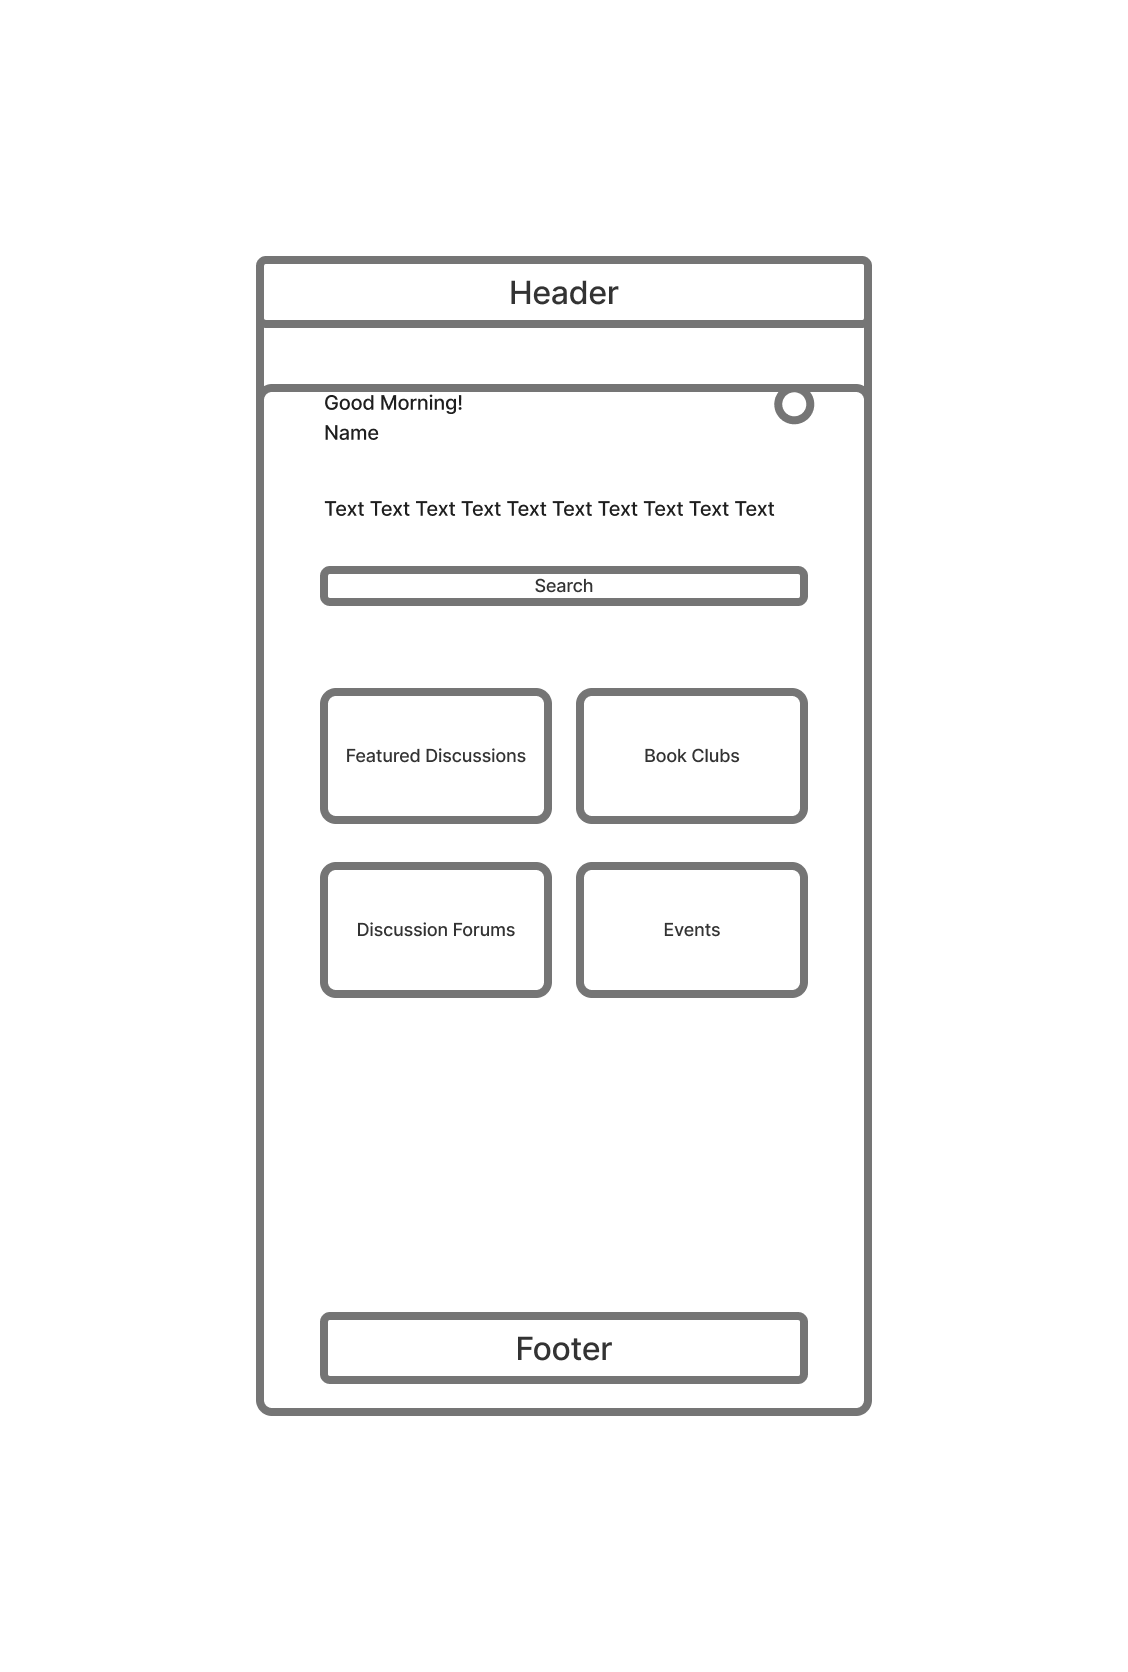 Header
Good Morning!
Name
Text Text Text Text Text Text Text Text Text Text
Search
Featured Discussions
Book Clubs
Discussion Forums
Events
Footer